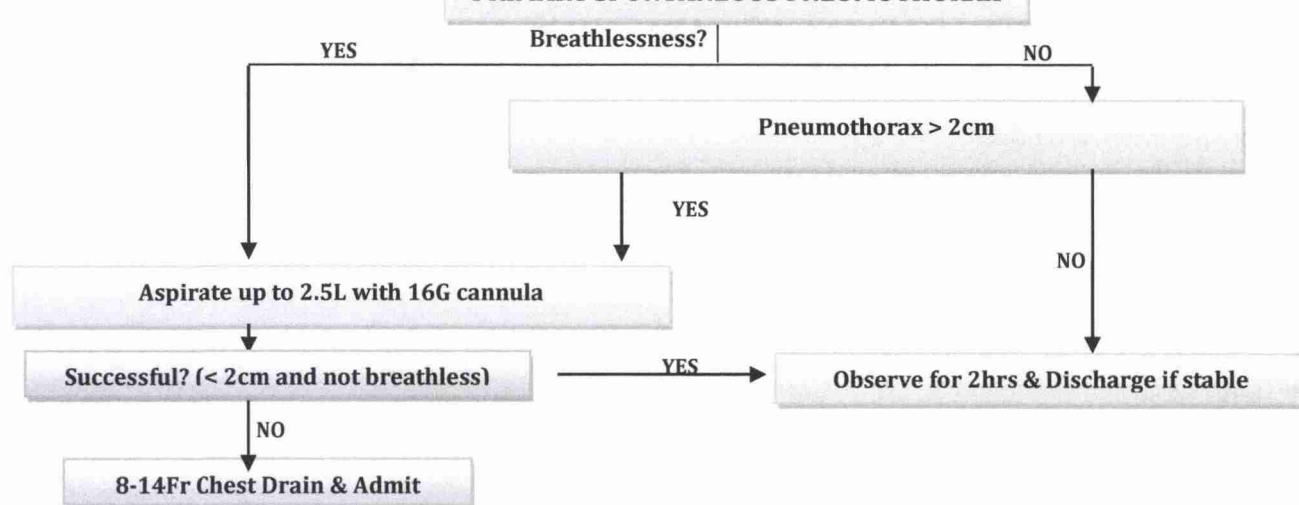 Breathlessness?
YES
NO
Pneumothorax > 2cm
YES
NO
Aspirate up to 2.5L with 16G cannula
Successful? (< 2cm and not breathless)
YES
Observe for 2hrs & Discharge if stable
NO
8-14Fr Chest Drain & Admit